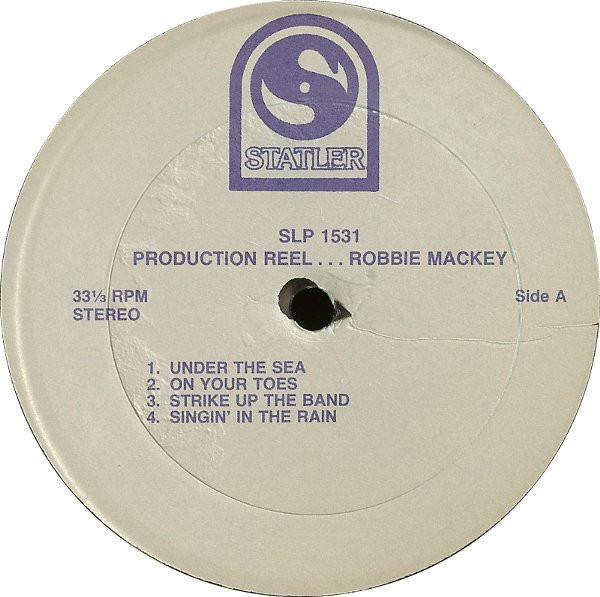 STATLER
SLP 1531
PRODUCTION REEL . . . ROBBIE MACKEY
33⅓ RPM
STEREO
Side A
1. UNDER THE SEA
2. ON YOUR TOES
3. STRIKE UP THE BAND
4. SINGIN' IN THE RAIN